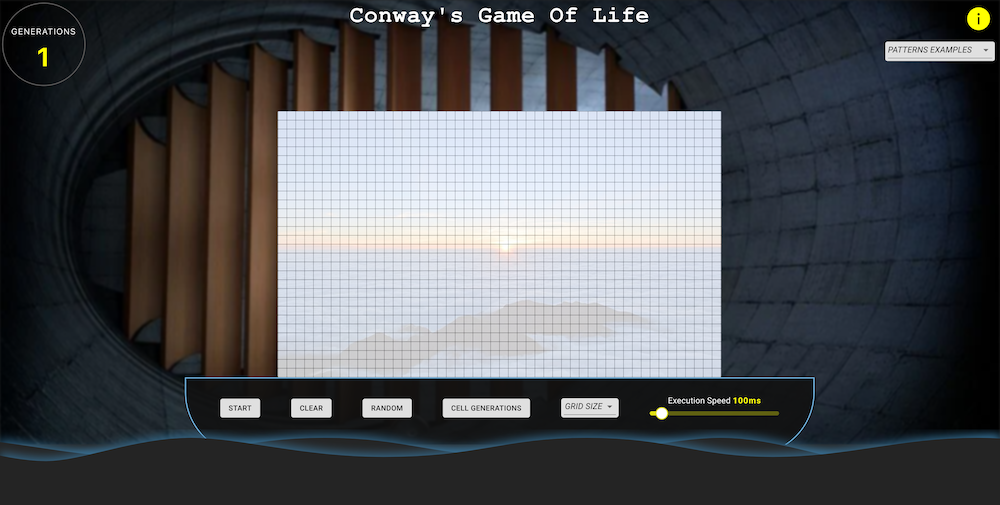 Conway's Game Of Life
GENERATIONS
1
i
PATTERNS EXAMPLES
START
CLEAR
RANDOM
CELL GENERATIONS
GRID SIZE
Execution Speed 100ms